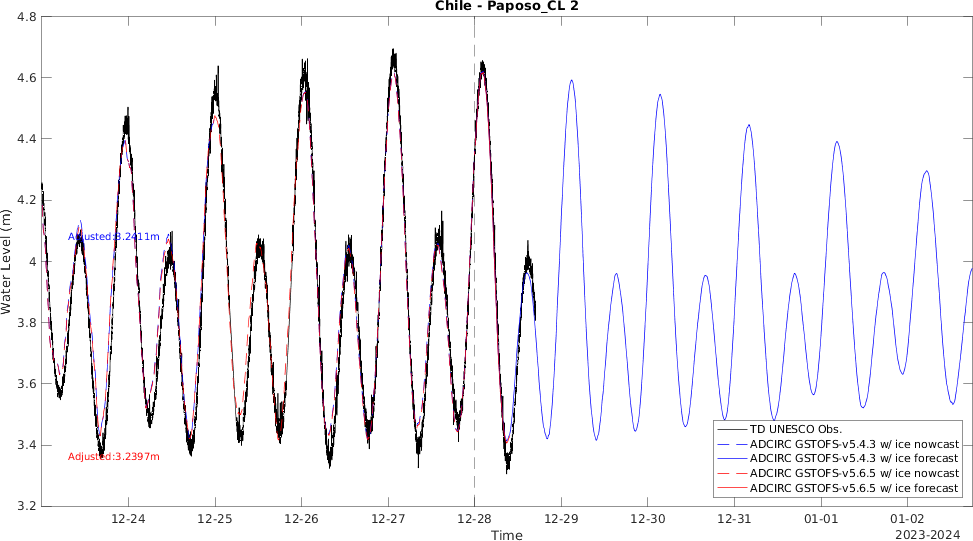 Chile - Paposo_CL 2
Water Level (m)
4.8
4.6
4.4
4.2
4
3.8
3.6
3.4
3.2
Adjusted:3.2411m
Adjusted:3.2397m
TD UNESCO Obs.
ADCIRC GSTOFS-v5.4.3 w/ ice nowcast
ADCIRC GSTOFS-v5.4.3 w/ ice forecast
ADCIRC GSTOFS-v5.6.5 w/ ice nowcast
ADCIRC GSTOFS-v5.6.5 w/ ice forecast
12-24 12-25 12-26 12-27 12-28 12-29 12-30 12-31 01-01 01-02
Time
2023-2024